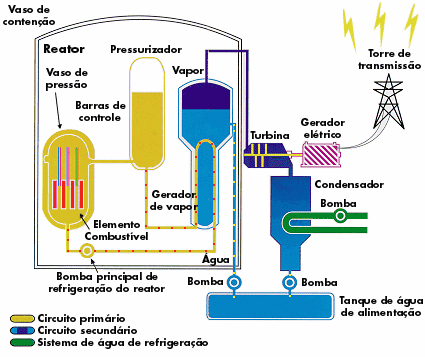 Vaso de
contenção
Reator
Pressurizador
Vaso de
pressão
Vapor
Barras de
controle
Torre de
transmissão
Turbina
Gerador
elétrico
Gerador
de vapor
Condensador
Bomba
Elemento
Combustível
Água
Bomba principal de
refrigeração do reator
Bomba
Bomba
Tanque de água
de alimentação
Circuito primário
Circuito secundário
Sistema de água de refrigeração